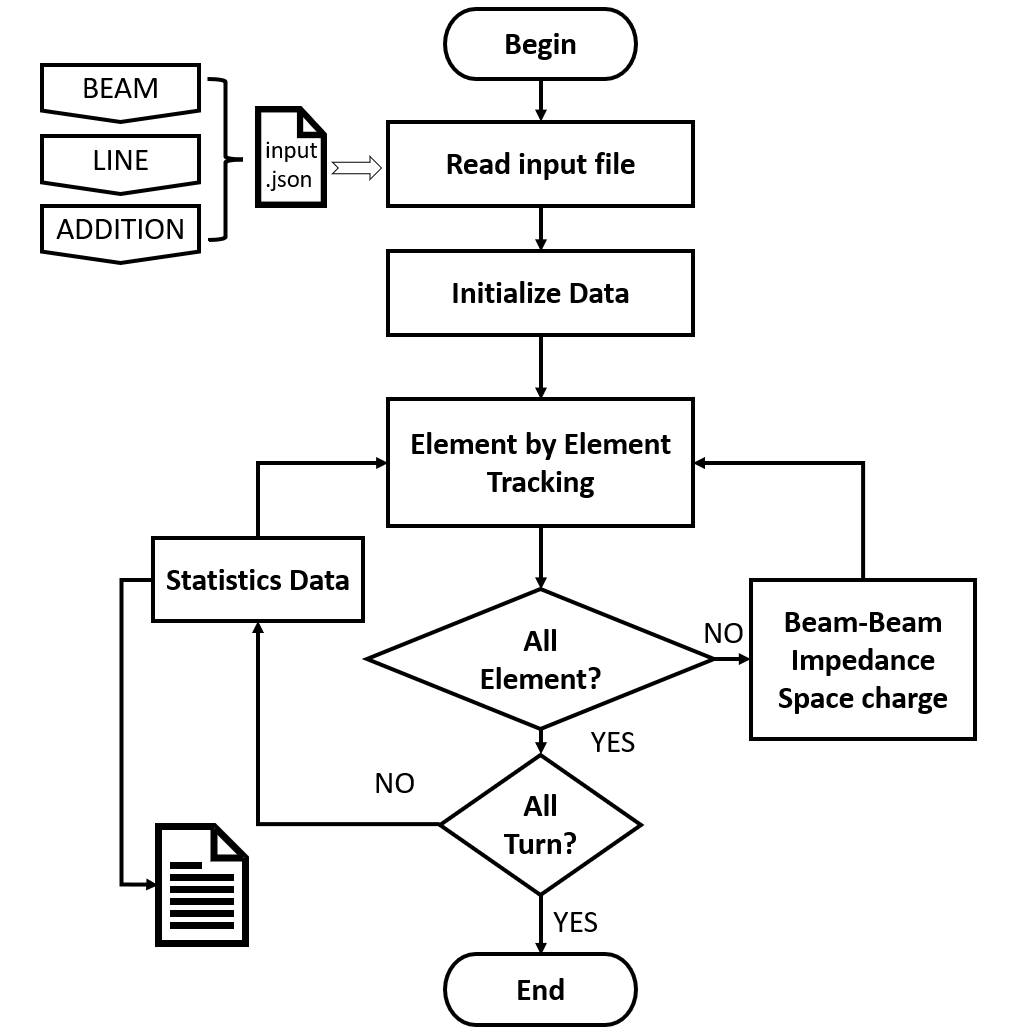 Begin
BEAM
LINE
ADDITION
input
.json
Read input file
Initialize Data
Element by Element
Tracking
Statistics Data
All
Element?
NO
Beam-Beam
Impedance
Space charge
YES
NO
All
Turn?
YES
End